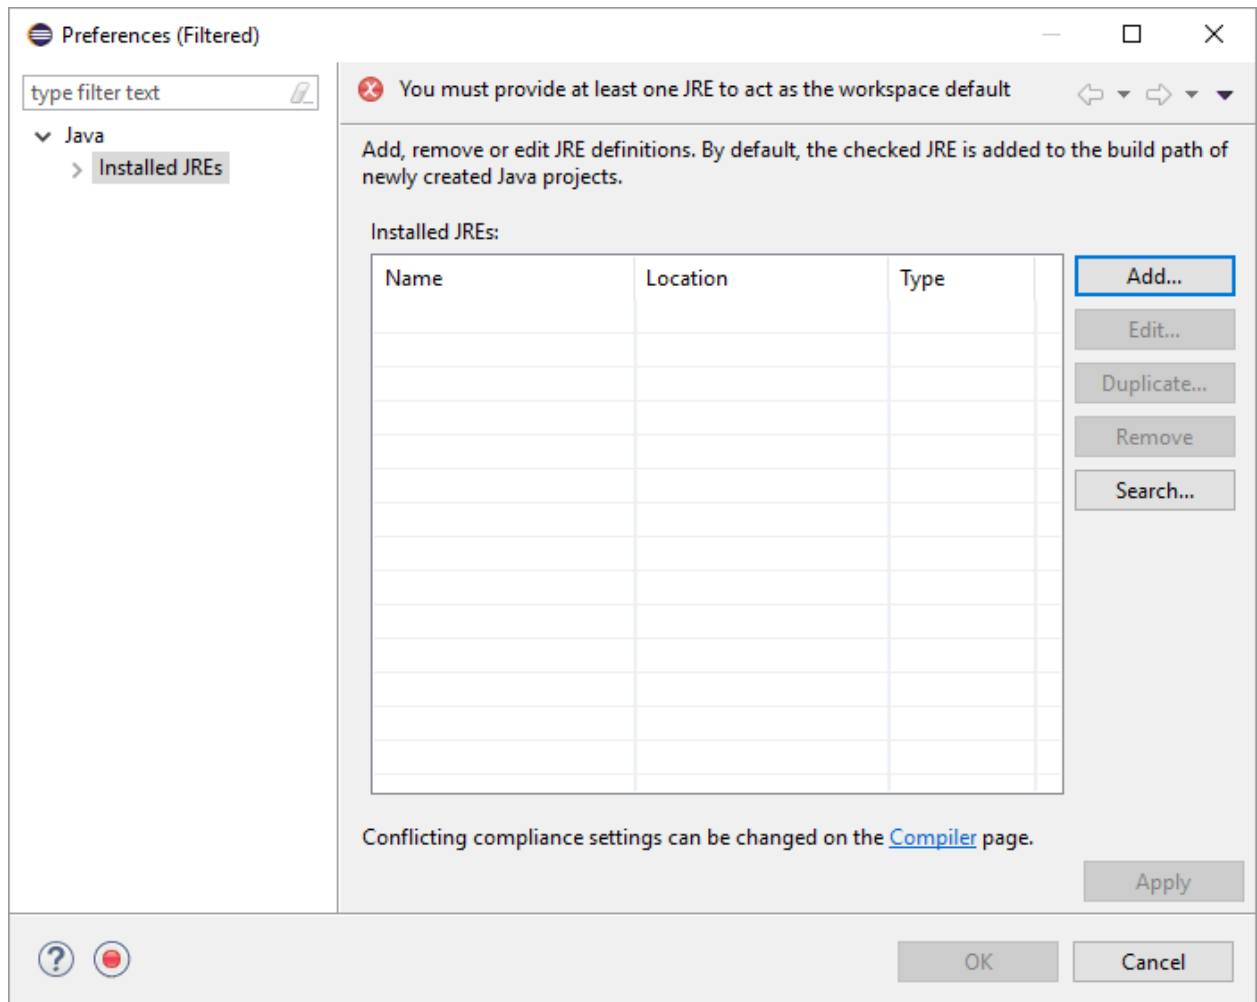 Preferences (Filtered)
type filter text
Java
Installed JREs
You must provide at least one JRE to act as the workspace default
Add, remove or edit JRE definitions. By default, the checked JRE is added to the build path of
newly created Java projects.
Installed JREs:
Name Location Type
Add...
Edit...
Duplicate...
Remove
Search...
Conflicting compliance settings can be changed on the Compiler page.
Apply
OK Cancel